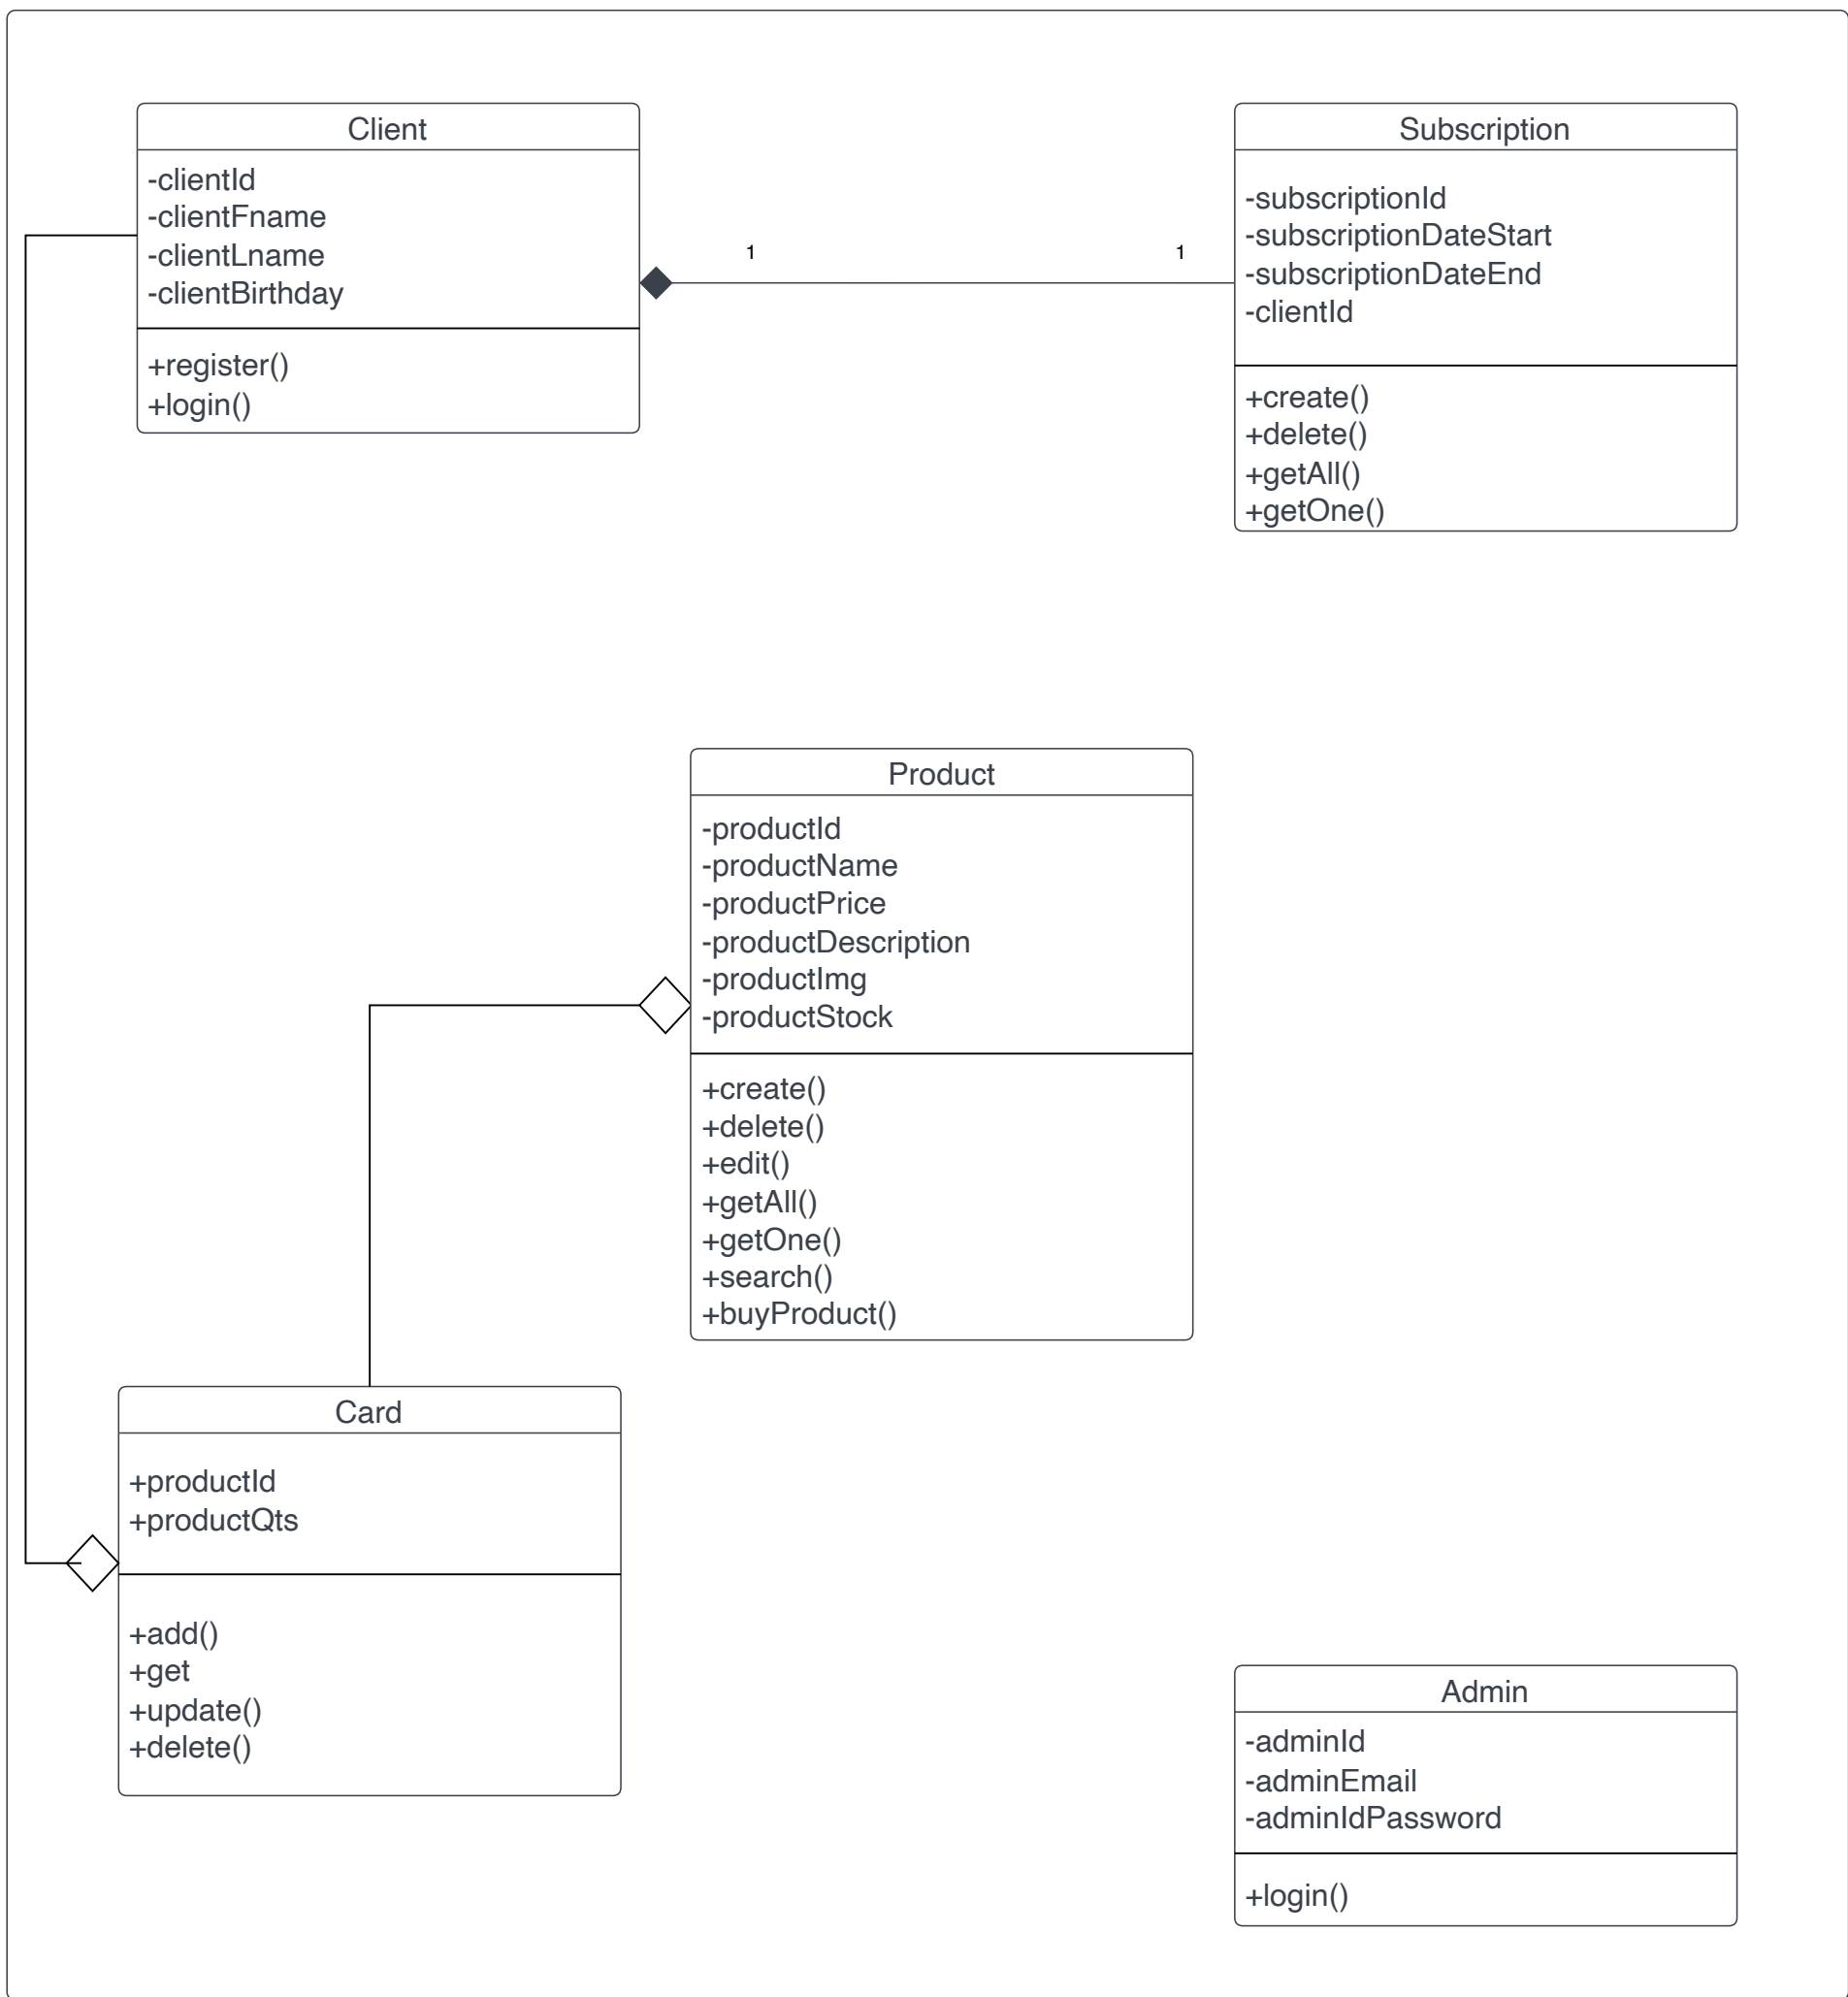 Client
-clientId
-clientFname
-clientLname
-clientBirthday
+register()
+login()
1
1
Subscription
-subscriptionId
-subscriptionDateStart
-subscriptionDateEnd
-clientId
+create()
+delete()
+getAll()
+getOne()
Product
-productId
-productName
-productPrice
-productDescription
-productImg
-productStock
+create()
+delete()
+edit()
+getAll()
+getOne()
+search()
+buyProduct()
Card
+productId
+productQts
+add()
+get
+update()
+delete()
Admin
-adminId
-adminEmail
-adminIdPassword
+login()